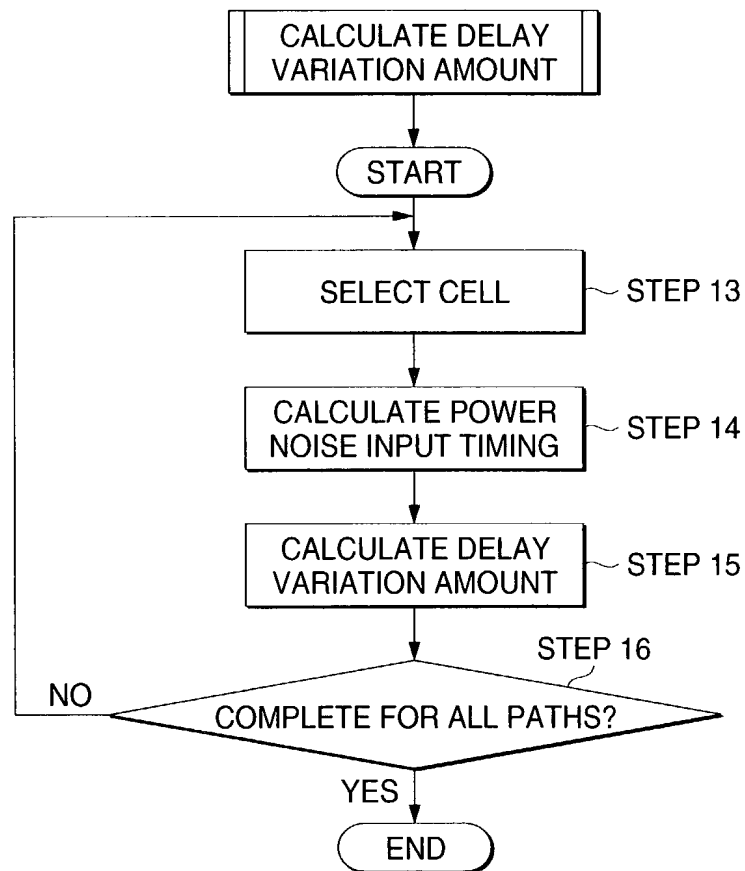 CALCULATE DELAY
VARIATION AMOUNT
START
SELECT CELL
STEP 13
CALCULATE POWER
NOISE INPUT TIMING
STEP 14
CALCULATE DELAY
VARIATION AMOUNT
STEP 15
STEP 16
NO
COMPLETE FOR ALL PATHS?
YES
END